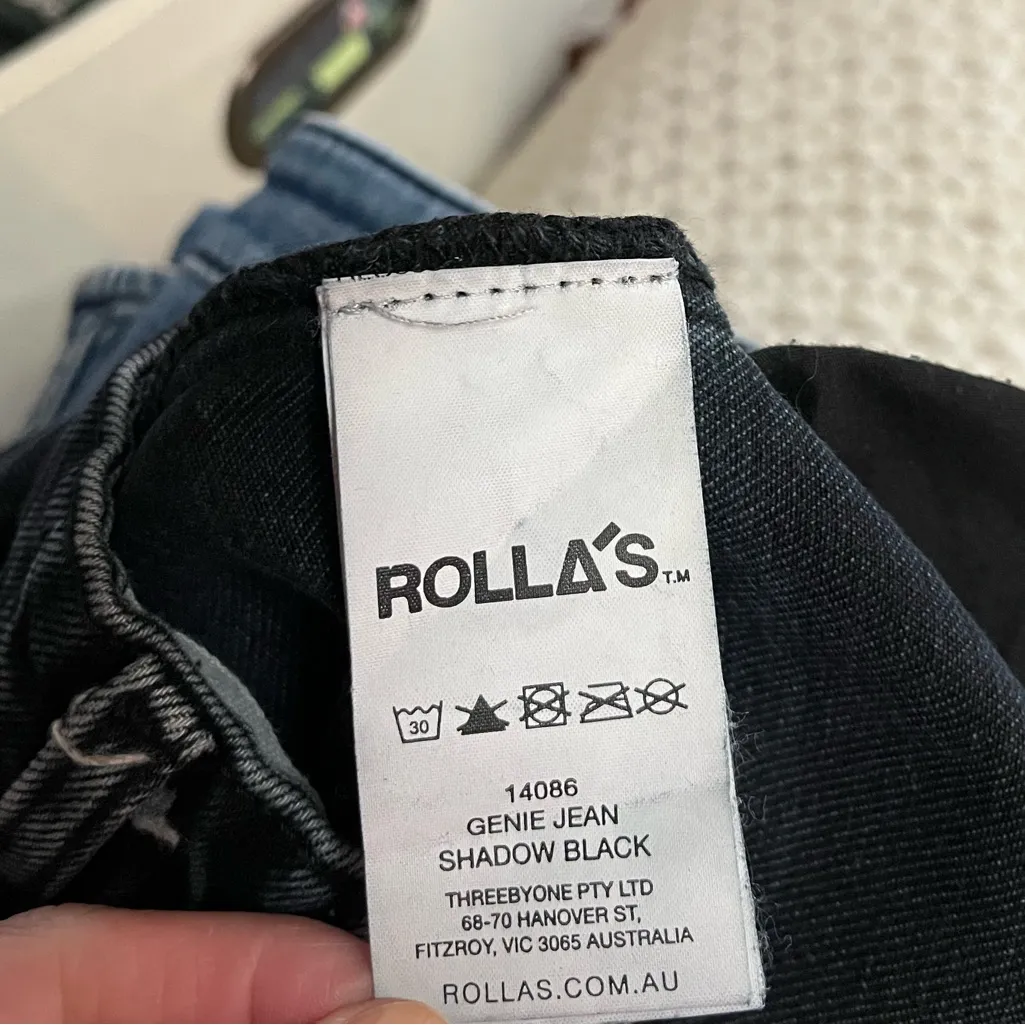 ROLLA'S T.M
30
14086
GENIE JEAN
SHADOW BLACK
THREEBYONE PTY LTD
68-70 HANOVER ST,
FITZROY, VIC 3065 AUSTRALIA
ROLLAS.COM.AU